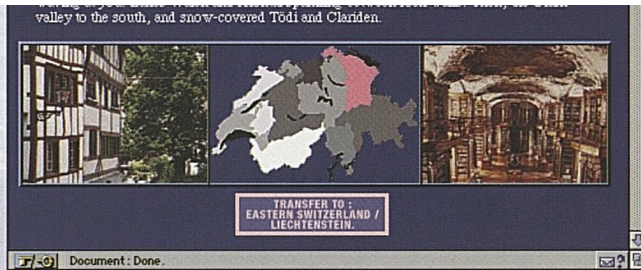 valley to the south, and snow-covered Tödi and Clariden.
TRANSFER TO :
EASTERN SWITZERLAND /
LIECHTENSTEIN.
Document : Done.
?